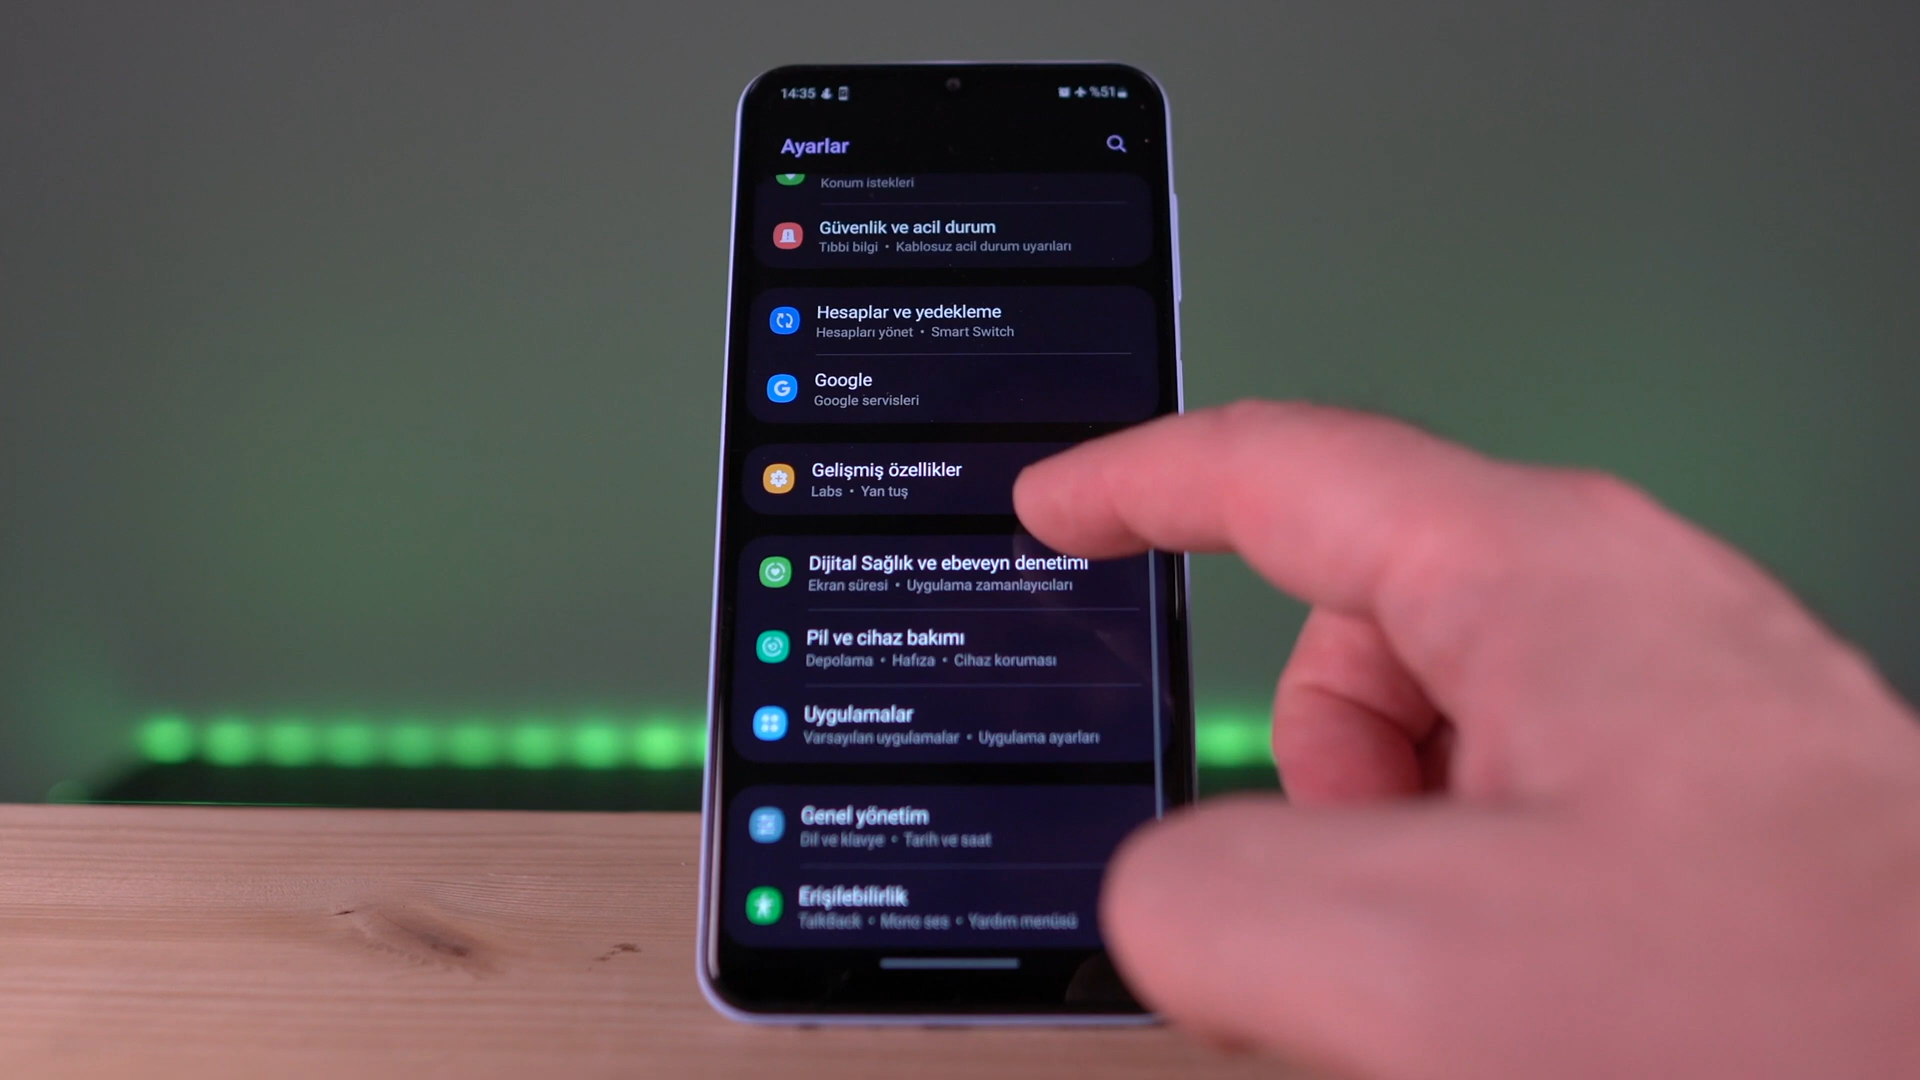 14:35
%51
Ayarlar
Konum istekleri
Güvenlik ve acil durum
Tıbbi bilgi • Kablosuz acil durum uyarıları
Hesaplar ve yedekleme
Hesapları yönet • Smart Switch
Google
Google servisleri
Gelişmiş özellikler
Labs • Yan tuş
Dijital Sağlık ve ebeveyn denetimi
Ekran süresi • Uygulama zamanlayıcıları
Pil ve cihaz bakımı
Depolama • Hafıza • Cihaz koruması
Uygulamalar
Varsayılan uygulamalar • Uygulama ayarları
Genel yönetim
Dil ve klavye • Tarih ve saat
Erişilebilirlik
TalkBack • Mono ses • Yardım menüsü